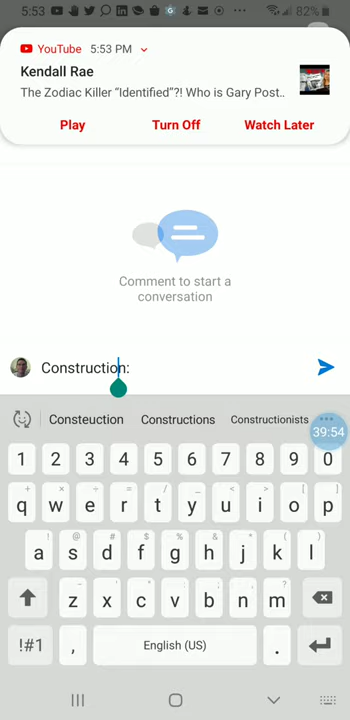 5:53 82%
YouTube 5:53 PM
Kendall Rae
The Zodiac Killer “Identified”?! Who is Gary Post..
Play Turn Off Watch Later
Comment to start a
conversation
Construction:
Consteuction Constructions Constructionists
39:54
1 2 3 4 5 6 7 8 9 0
+ × ÷ = / _ < > [ ]
q w e r t y u i o p
! @ # $ % ^ & * ( )
a s d f g h j k l
- ' " : ; , ?
z x c v b n m
!#1 , English (US) .